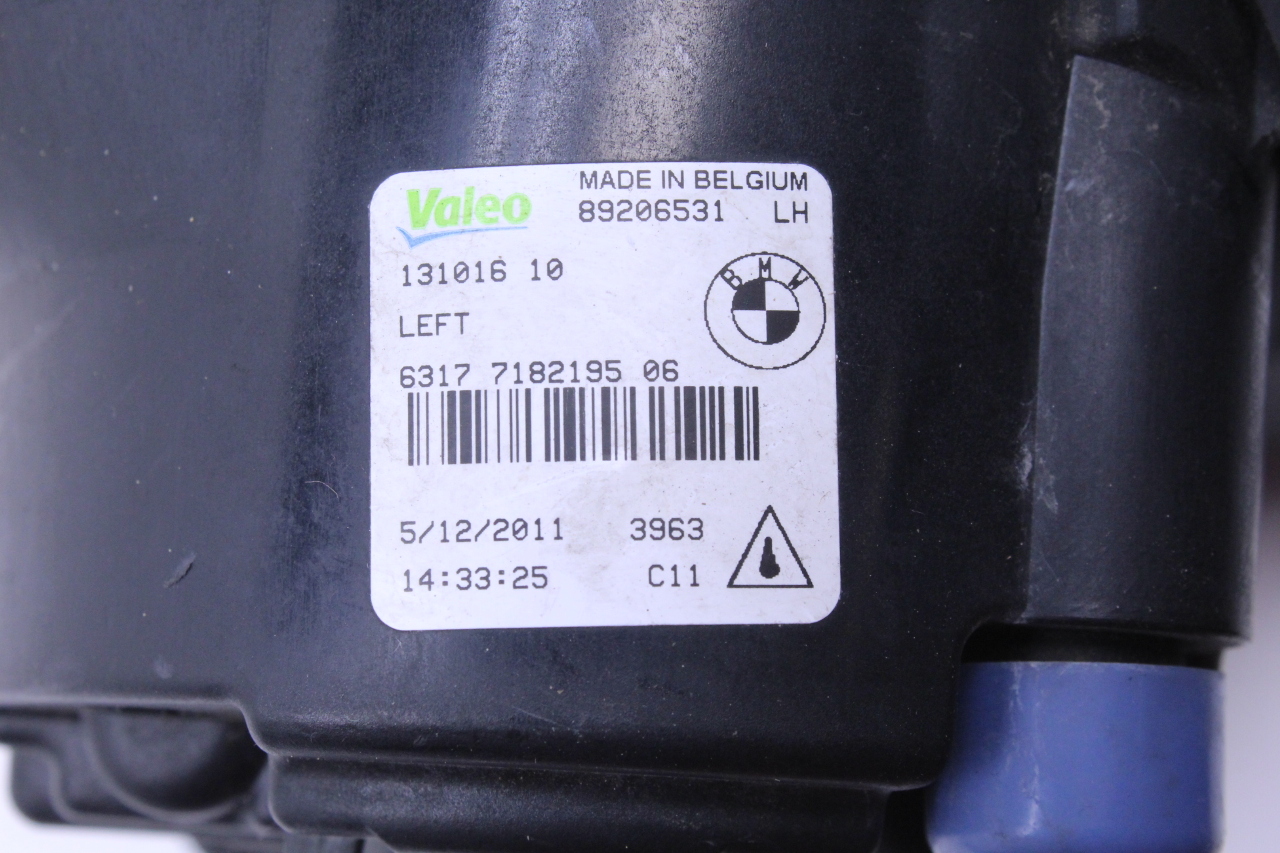 Valeo MADE IN BELGIUM
89206531 LH
131016 10
BMW
LEFT
6317 7182195 06
5/12/2011 3963
14:33:25 C11